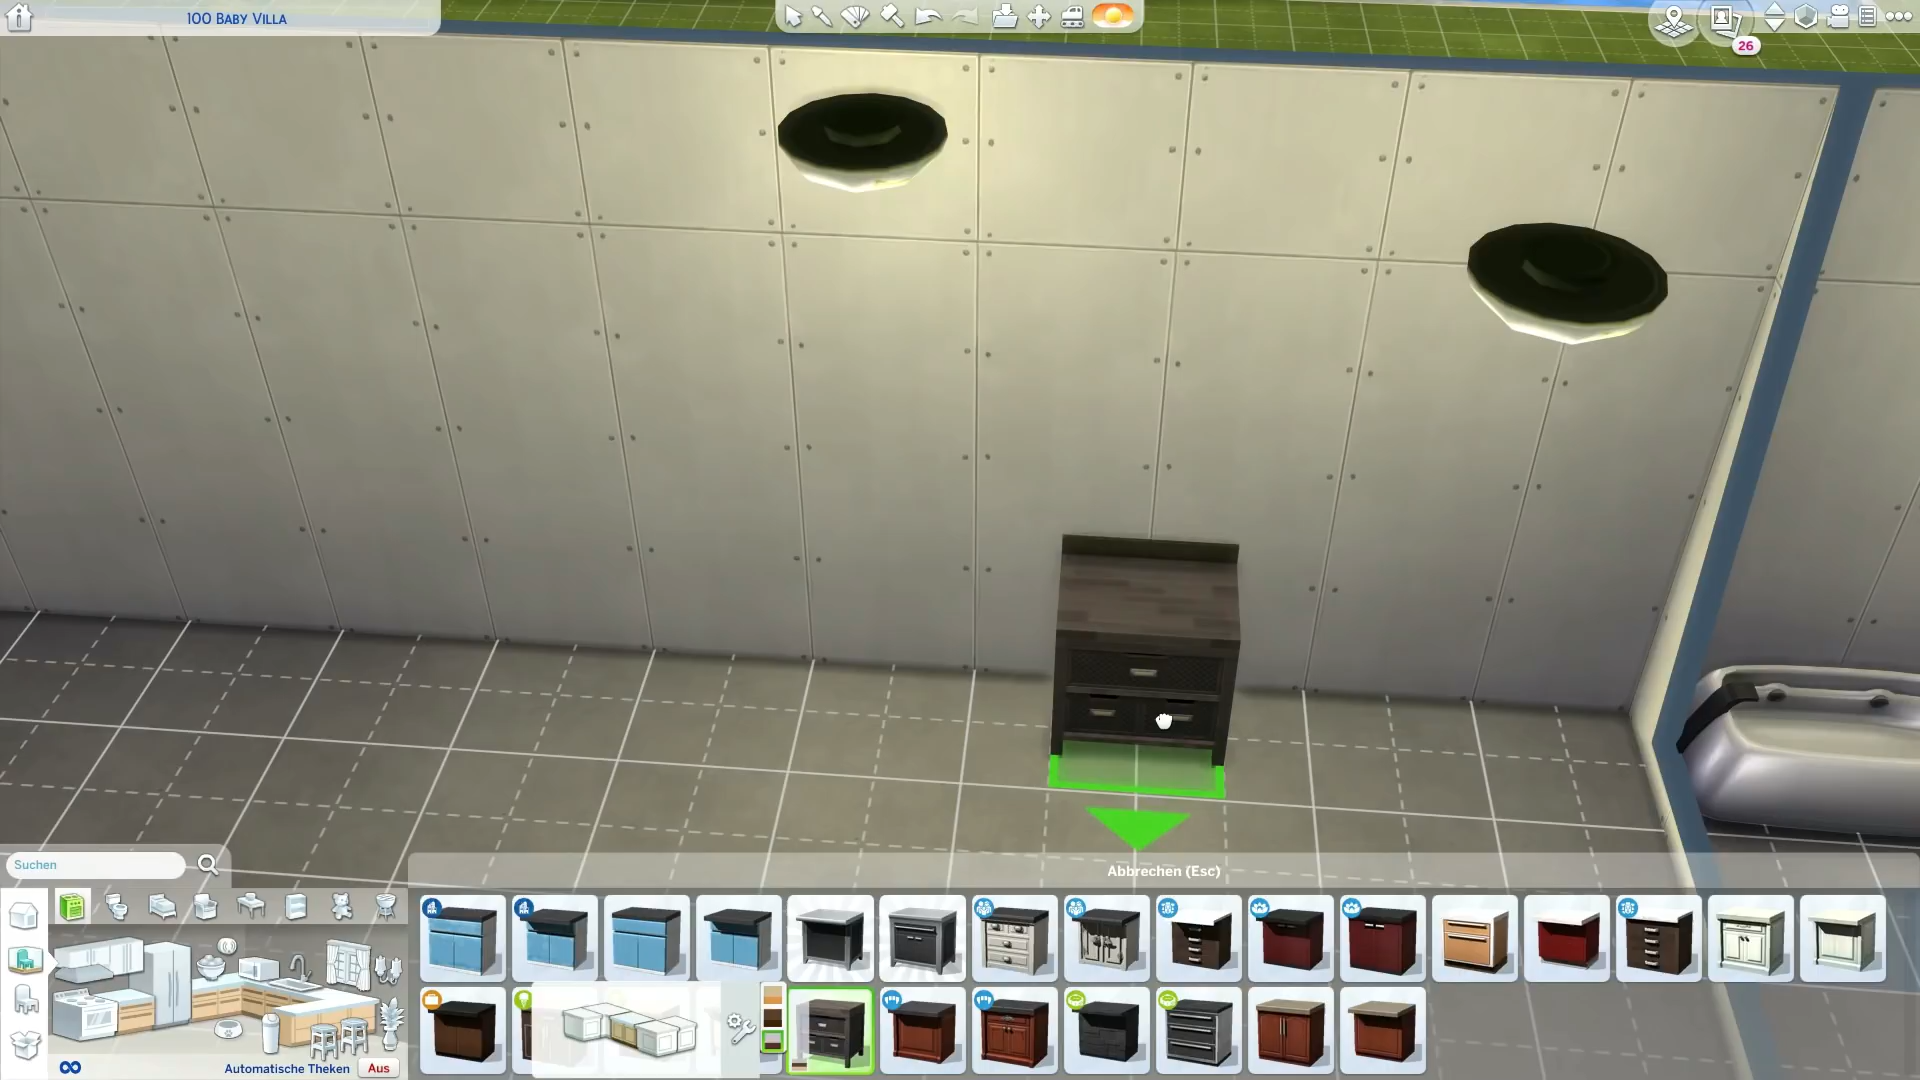 100 Baby Villa
26
Abbrechen (Esc)
Suchen
Automatische Theken Aus